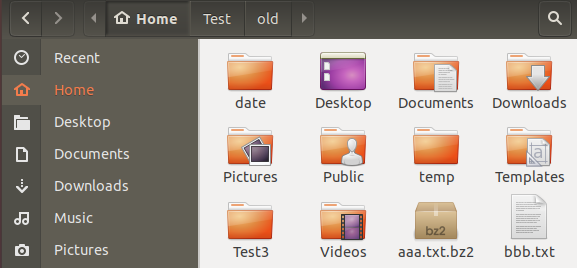 Home Test old
Recent
Home
Desktop
Documents
Downloads
Music
Pictures
date Desktop Documents Downloads
Pictures Public temp Templates
Test3 Videos aaa.txt.bz2 bbb.txt
bz2
a